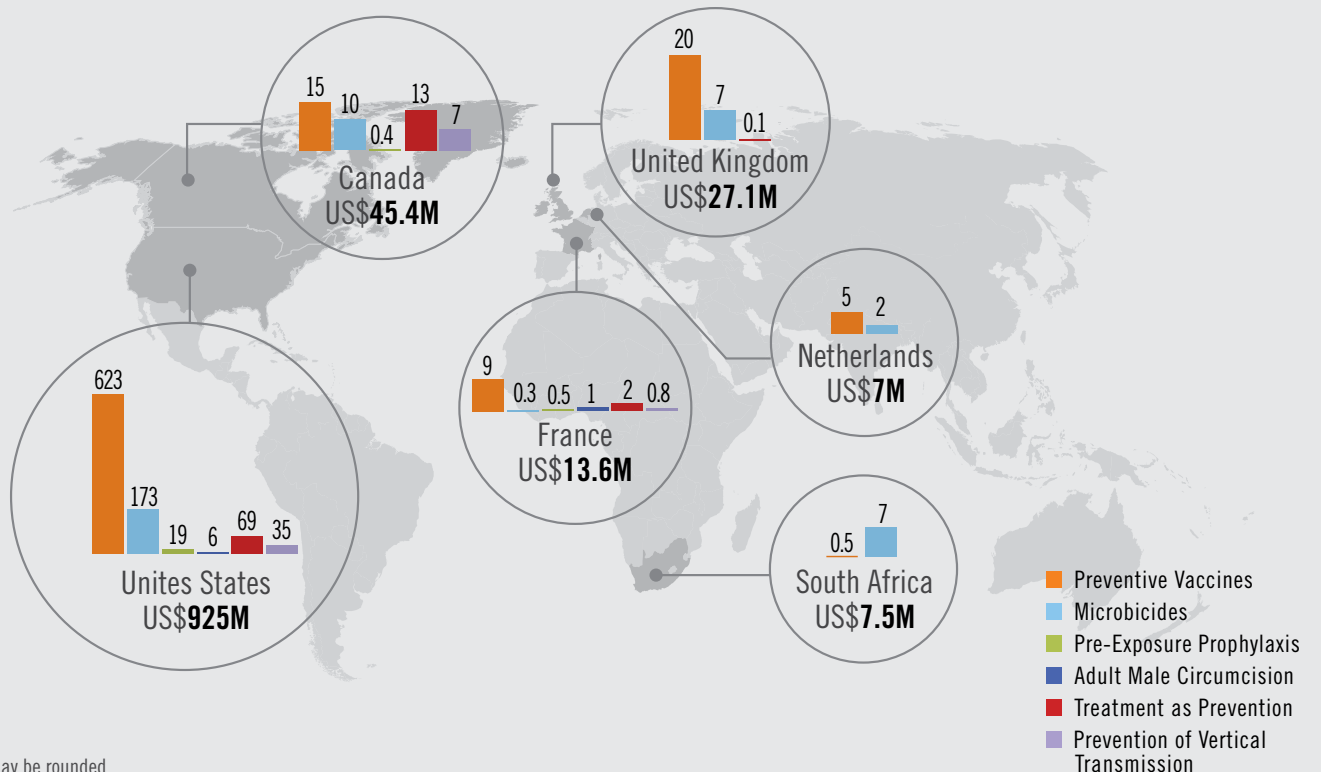 15
10
0.4
13
7
Canada
US$45.4M
20
7
0.1
United Kingdom
US$27.1M
5
2
Netherlands
US$7M
9
0.3
0.5
1
2
0.8
France
US$13.6M
623
173
19
6
69
35
Unites States
US$925M
0.5
7
South Africa
US$7.5M
Preventive Vaccines
Microbicides
Pre-Exposure Prophylaxis
Adult Male Circumcision
Treatment as Prevention
Prevention of Vertical
Transmission
be rounded